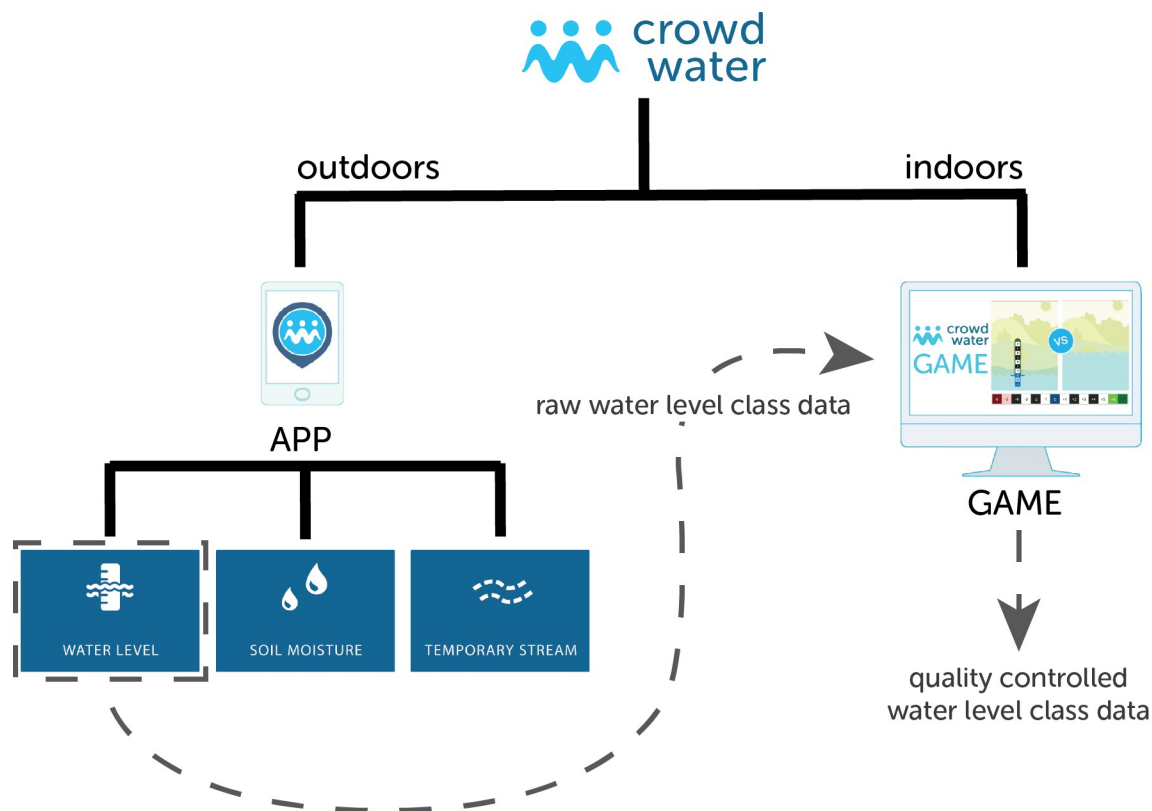 crowd
water
outdoors
indoors
crowd
water
GAME
VS
raw water level class data
APP
GAME
WATER LEVEL
SOIL MOISTURE
TEMPORARY STREAM
quality controlled
water level class data